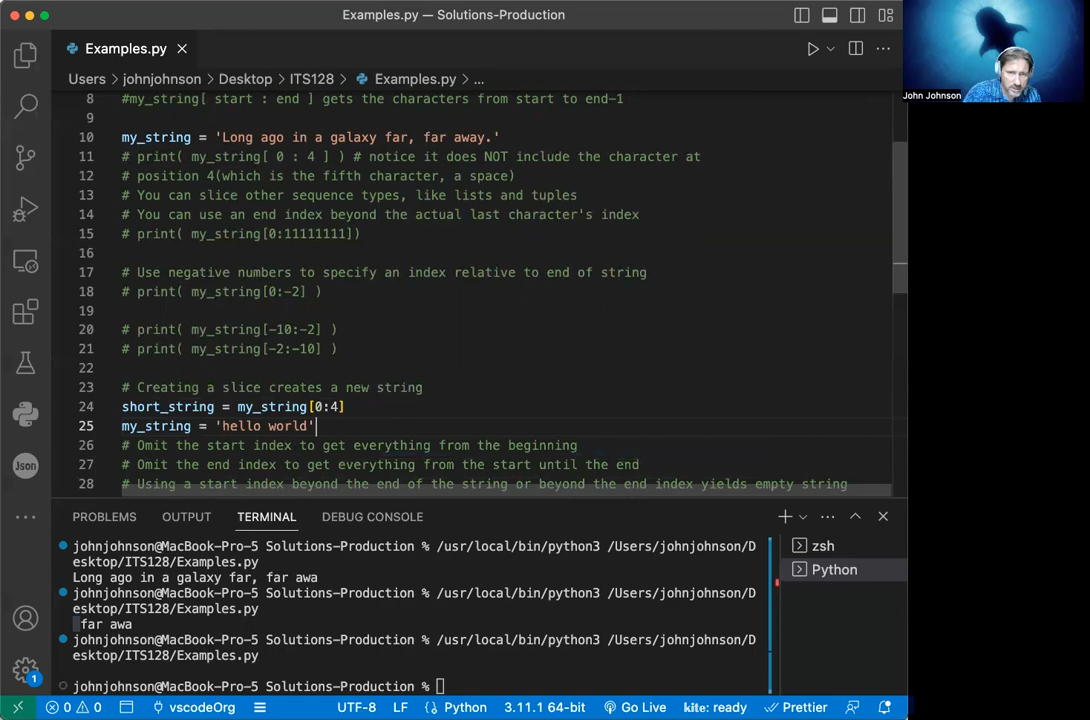 Examples.py — Solutions-Production
Examples.py
Users > johnjohnson > Desktop > ITS128 > Examples.py > ...
John Johnson
8 #my_string[ start : end ] gets the characters from start to end-1
9
10 my_string = 'Long ago in a galaxy far, far away.'
11 # print( my_string[ 0 : 4 ] ) # notice it does NOT include the character at
12 # position 4(which is the fifth character, a space)
13 # You can slice other sequence types, like lists and tuples
14 # You can use an end index beyond the actual last character's index
15 # print( my_string[0:11111111])
16
17 # Use negative numbers to specify an index relative to end of string
18 # print( my_string[0:-2] )
19
20 # print( my_string[-10:-2] )
21 # print( my_string[-2:-10] )
22
23 # Creating a slice creates a new string
24 short_string = my_string[0:4]
25 my_string = 'hello world'
26 # Omit the start index to get everything from the beginning
27 # Omit the end index to get everything from the start until the end
28 # Using a start index beyond the end of the string or beyond the end index yields empty string
Json
PROBLEMS OUTPUT TERMINAL DEBUG CONSOLE
johnjohnson@MacBook-Pro-5 Solutions-Production % /usr/local/bin/python3 /Users/johnjohnson/D
esktop/ITS128/Examples.py
Long ago in a galaxy far, far awa
johnjohnson@MacBook-Pro-5 Solutions-Production % /usr/local/bin/python3 /Users/johnjohnson/D
esktop/ITS128/Examples.py
far awa
johnjohnson@MacBook-Pro-5 Solutions-Production % /usr/local/bin/python3 /Users/johnjohnson/D
esktop/ITS128/Examples.py
johnjohnson@MacBook-Pro-5 Solutions-Production %
zsh
Python
1
0 0 vscodeOrg UTF-8 LF Python 3.11.1 64-bit Go Live kite: ready Prettier